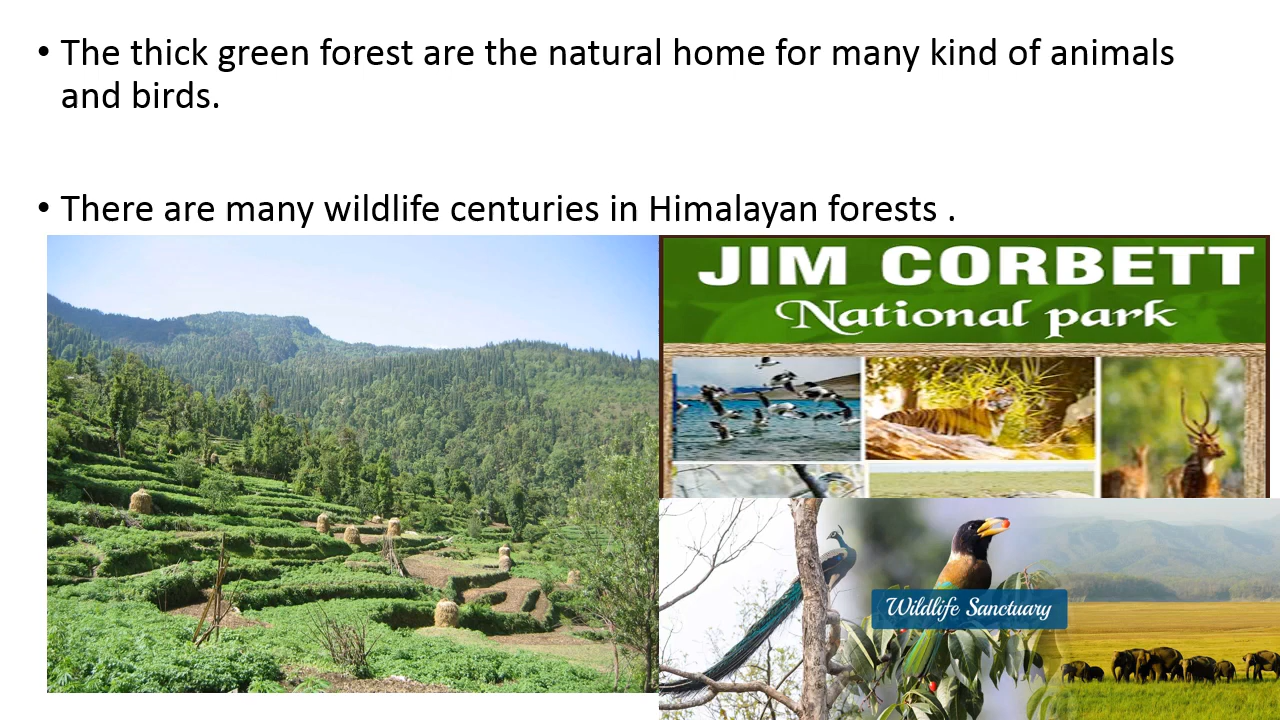 • The thick green forest are the natural home for many kind of animals
and birds.
• There are many wildlife centuries in Himalayan forests .
JIM CORBETT
National park
Wildlife Sanctuary